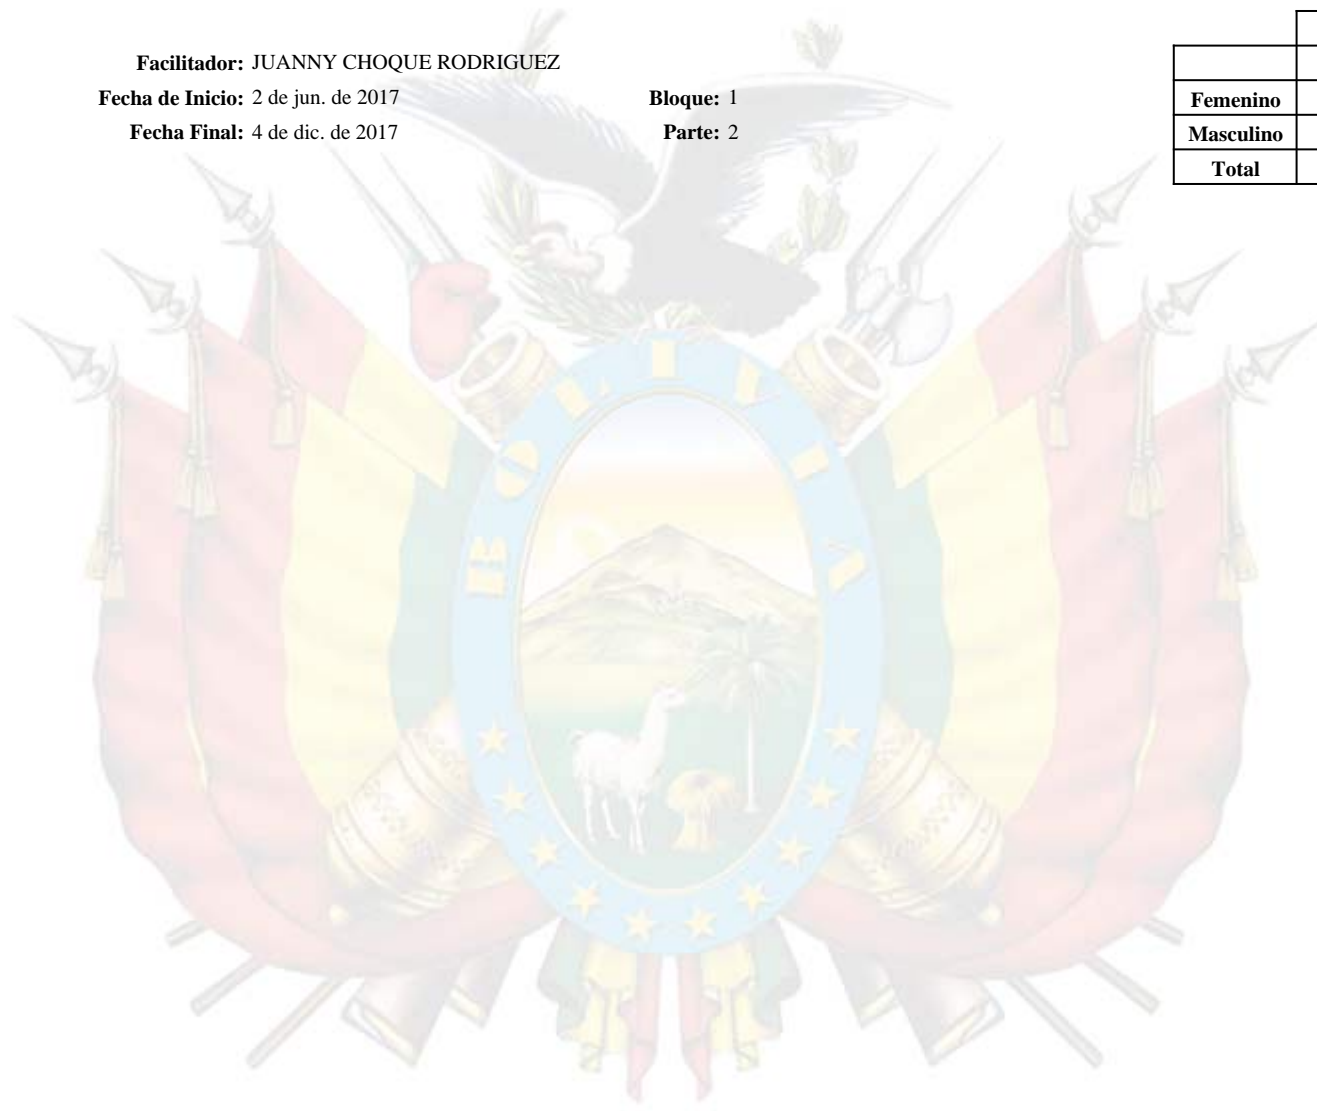 Facilitador: JUANNY CHOQUE RODRIGUEZ
Fecha de Inicio: 2 de jun. de 2017 Bloque: 1
Fecha Final: 4 de dic. de 2017 Parte: 2
Femenino
Masculino
Total
BOLIVIA